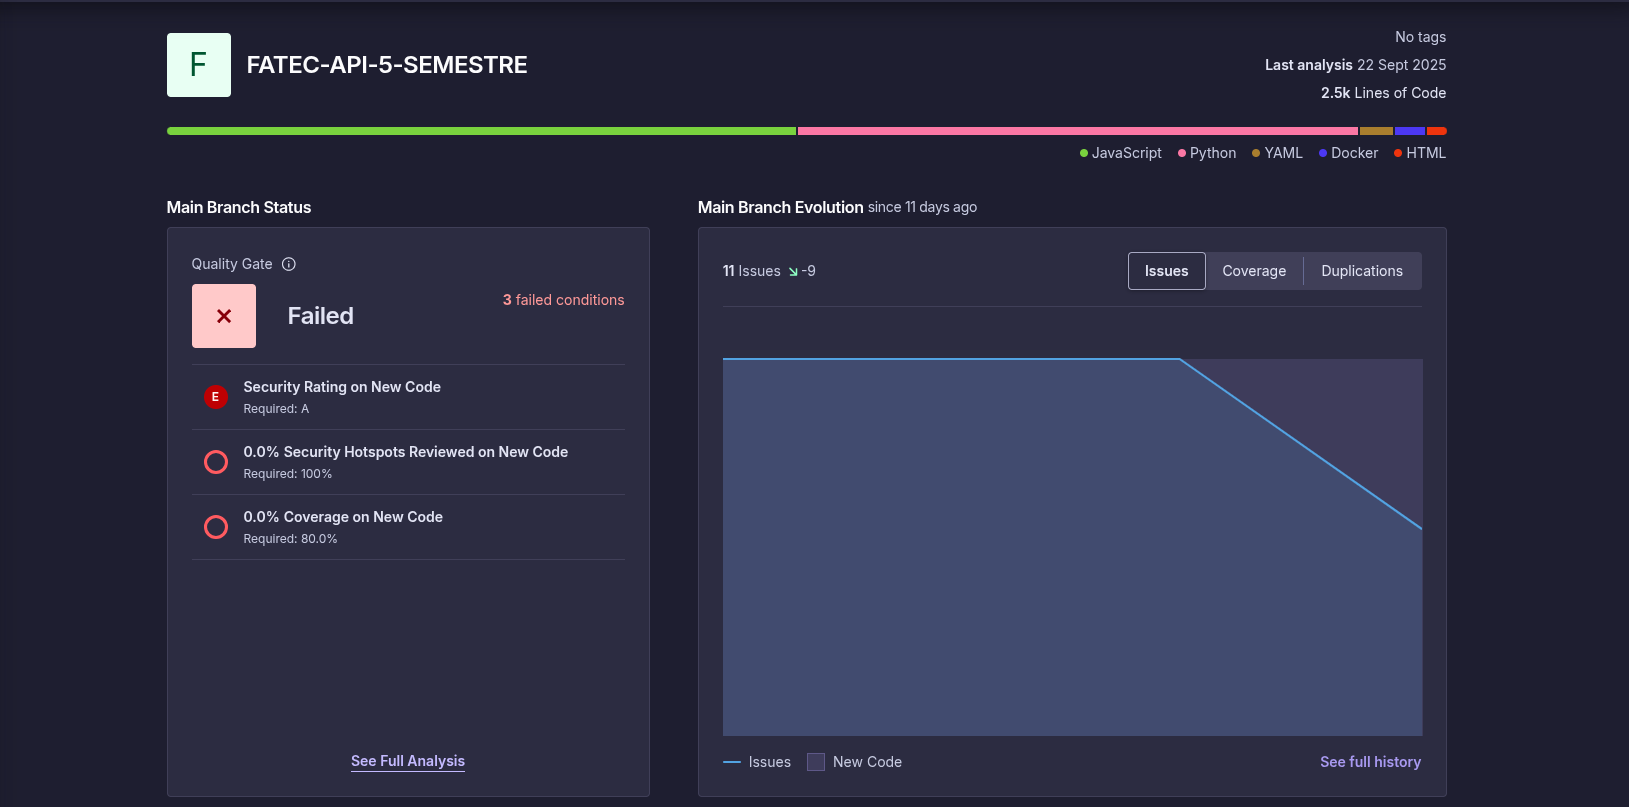 F
FATEC-API-5-SEMESTRE
No tags
Last analysis 22 Sept 2025
2.5k Lines of Code
JavaScript Python YAML Docker HTML
Main Branch Status
Quality Gate
Failed
3 failed conditions
E
Security Rating on New Code
Required: A
0.0% Security Hotspots Reviewed on New Code
Required: 100%
0.0% Coverage on New Code
Required: 80.0%
See Full Analysis
Main Branch Evolution since 11 days ago
11 Issues -9
Issues Coverage Duplications
Issues New Code
See full history